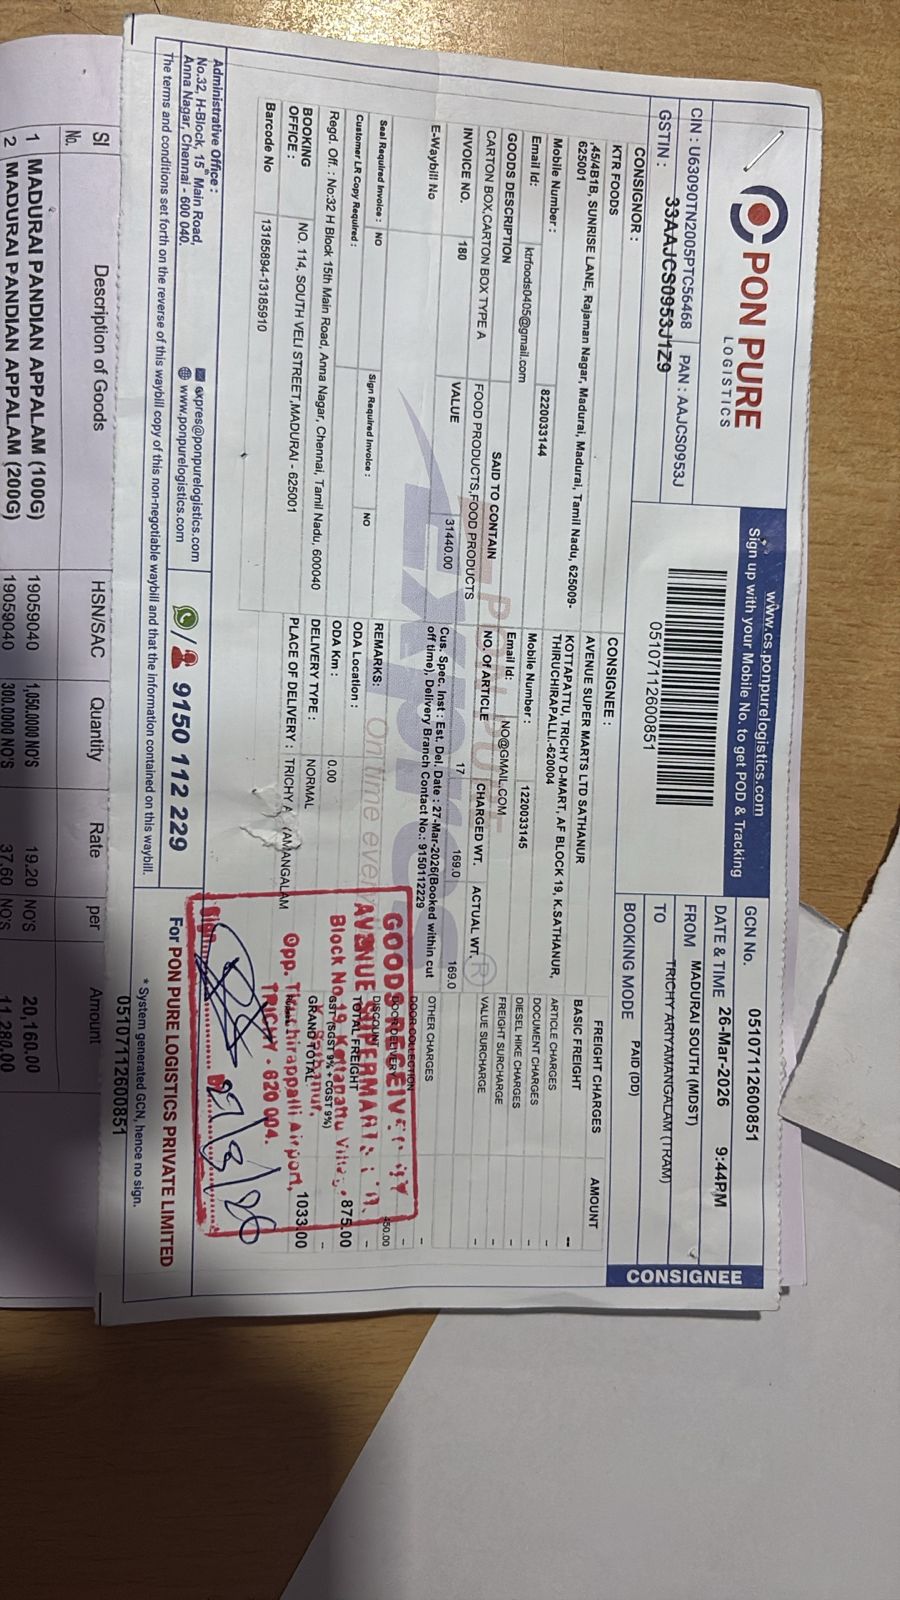 PON PURE
LOGISTICS
www.cs.ponpurelogistics.com
Sign up with your Mobile No. to get POD & Tracking
CIN : U63090TN2005PTC56468 PAN : AAJCS0953J
GSTIN : 33AAJCS0953J1Z9
05107112600851
GCN No. 05107112600851
DATE & TIME 26-Mar-2026 9:44PM
FROM MADURAI SOUTH (MDST)
TO TRICHY ARIYAMANGALAM (TRAM)
BOOKING MODE PAID (DD)
CONSIGNEE
CONSIGNOR :
KTR FOODS
,45/4B1B, SUNRISE LANE, Rajaman Nagar, Madurai, Madurai, Tamil Nadu, 625009-
625001
Mobile Number : 8220033144
Email Id: ktrfoods0405@gmail.com
CONSIGNEE :
AVENUE SUPER MARTS LTD SATHANUR
KOTTAPATTU, TRICHY D-MART, AF BLOCK 19, K.SATHANUR,
THIRUCHIRAPALLI.-620004
Mobile Number : 1220033145
Email Id: NO@GMAIL.COM
GOODS DESCRIPTION SAID TO CONTAIN NO. Of ARTICLE CHARGED WT. ACTUAL WT.
CARTON BOX,CARTON BOX TYPE A FOOD PRODUCTS,FOOD PRODUCTS 17 169.0 169.0
INVOICE NO. 180 VALUE 31440.00
E-Waybill No
Cus. Spec. Inst : Est. Del. Date : 27-Mar-2026(Booked within cut
off time), Delivery Branch Contact No.: 9150112229
Seal Required Invoice : NO Sign Required Invoice : NO
Customer LR Copy Required :
REMARKS:
ODA Location :
ODA Km : 0.00
DELIVERY TYPE : NORMAL
PLACE OF DELIVERY : TRICHY A AMANGALAM
Regd. Off. : No:32 H Block 15th Main Road, Anna Nagar, Chennai, Tamil Nadu, 600040
BOOKING OFFICE : NO. 114, SOUTH VELI STREET,MADURAI - 625001
Barcode No 13185894-13185910
FREIGHT CHARGES AMOUNT
BASIC FREIGHT --
ARTICLE CHARGES -
DOCUMENT CHARGES -
DIESEL HIKE CHARGES -
FREIGHT SURCHARGE -
VALUE SURCHARGE -
OTHER CHARGES -
DOOR COLLECTION -
DOOR DELIVERY 450.00
DISCOUNT -
TOTAL FREIGHT 875.00
GST (SGST 9% + CGST 9%) -
GRAND TOTAL 1033.00
PON PURE
Express
On time every
GOODS RECEIVED
AVENUE SUPERMARTS
Block No.19 Kottapattu Village,
K. Sattanur,
Opp. Tiruchirappalli Airport,
TRICHY - 620 004.
Sign
27/3/26
Administrative Office :
No.32, H-Block, 15th Main Road,
Anna Nagar, Chennai - 600 040.
expres@ponpurelogistics.com
www.ponpurelogistics.com
9150 112 229
For PON PURE LOGISTICS PRIVATE LIMITED
The terms and conditions set forth on the reverse of this waybill copy of this non-negotiable waybill and that the information contained on this waybill.
* System generated GCN, hence no sign.
05107112600851
Sl No. Description of Goods HSN/SAC Quantity Rate per Amount
1 MADURAI PANDIAN APPALAM (100G) 19059040 1,050.000 NO'S 19.20 NO'S 20,160.00
2 MADURAI PANDIAN APPALAM (200G) 19059040 300.000 NO'S 37.60 NO'S 11,280.00